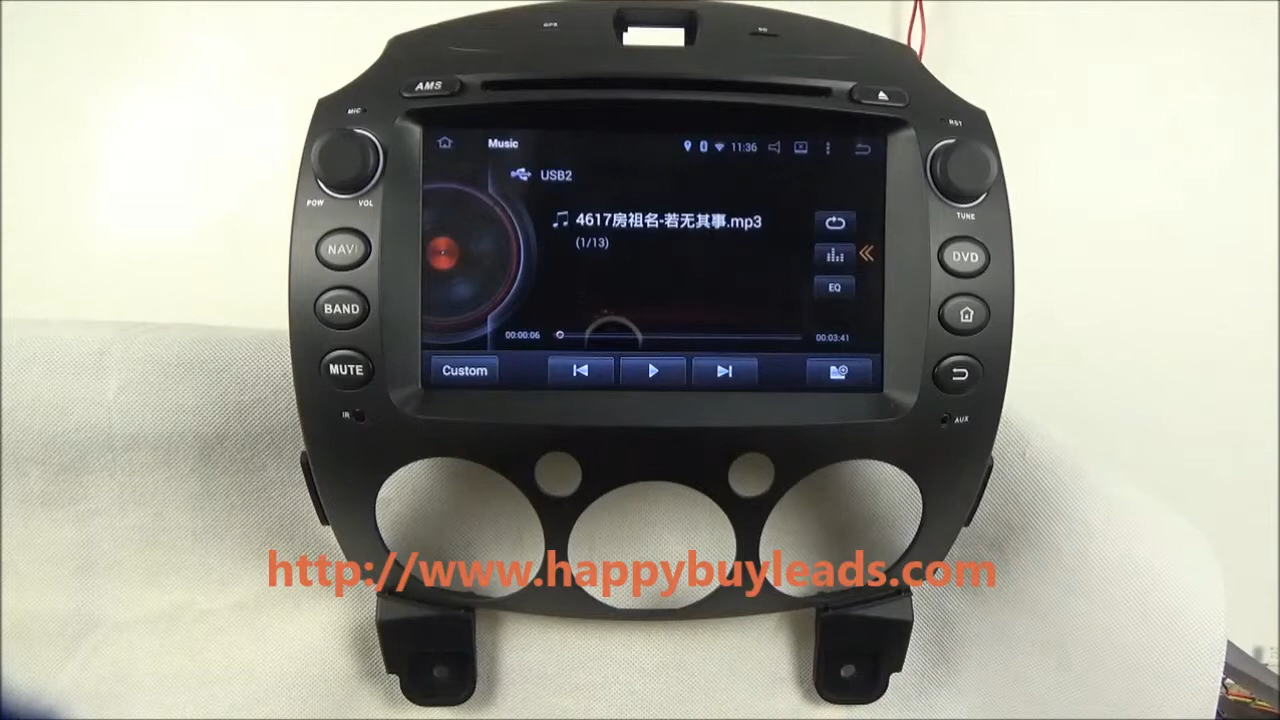 GPS
SD
AMS
MIC
RST
Music
11:36
USB2
POW
VOL
TUNE
4617房祖名-若无其事.mp3
(1/13)
NAVI
DVD
EQ
BAND
00:00:06
00:03:41
MUTE
Custom
IR
AUX
http://www.happybuyleads.com